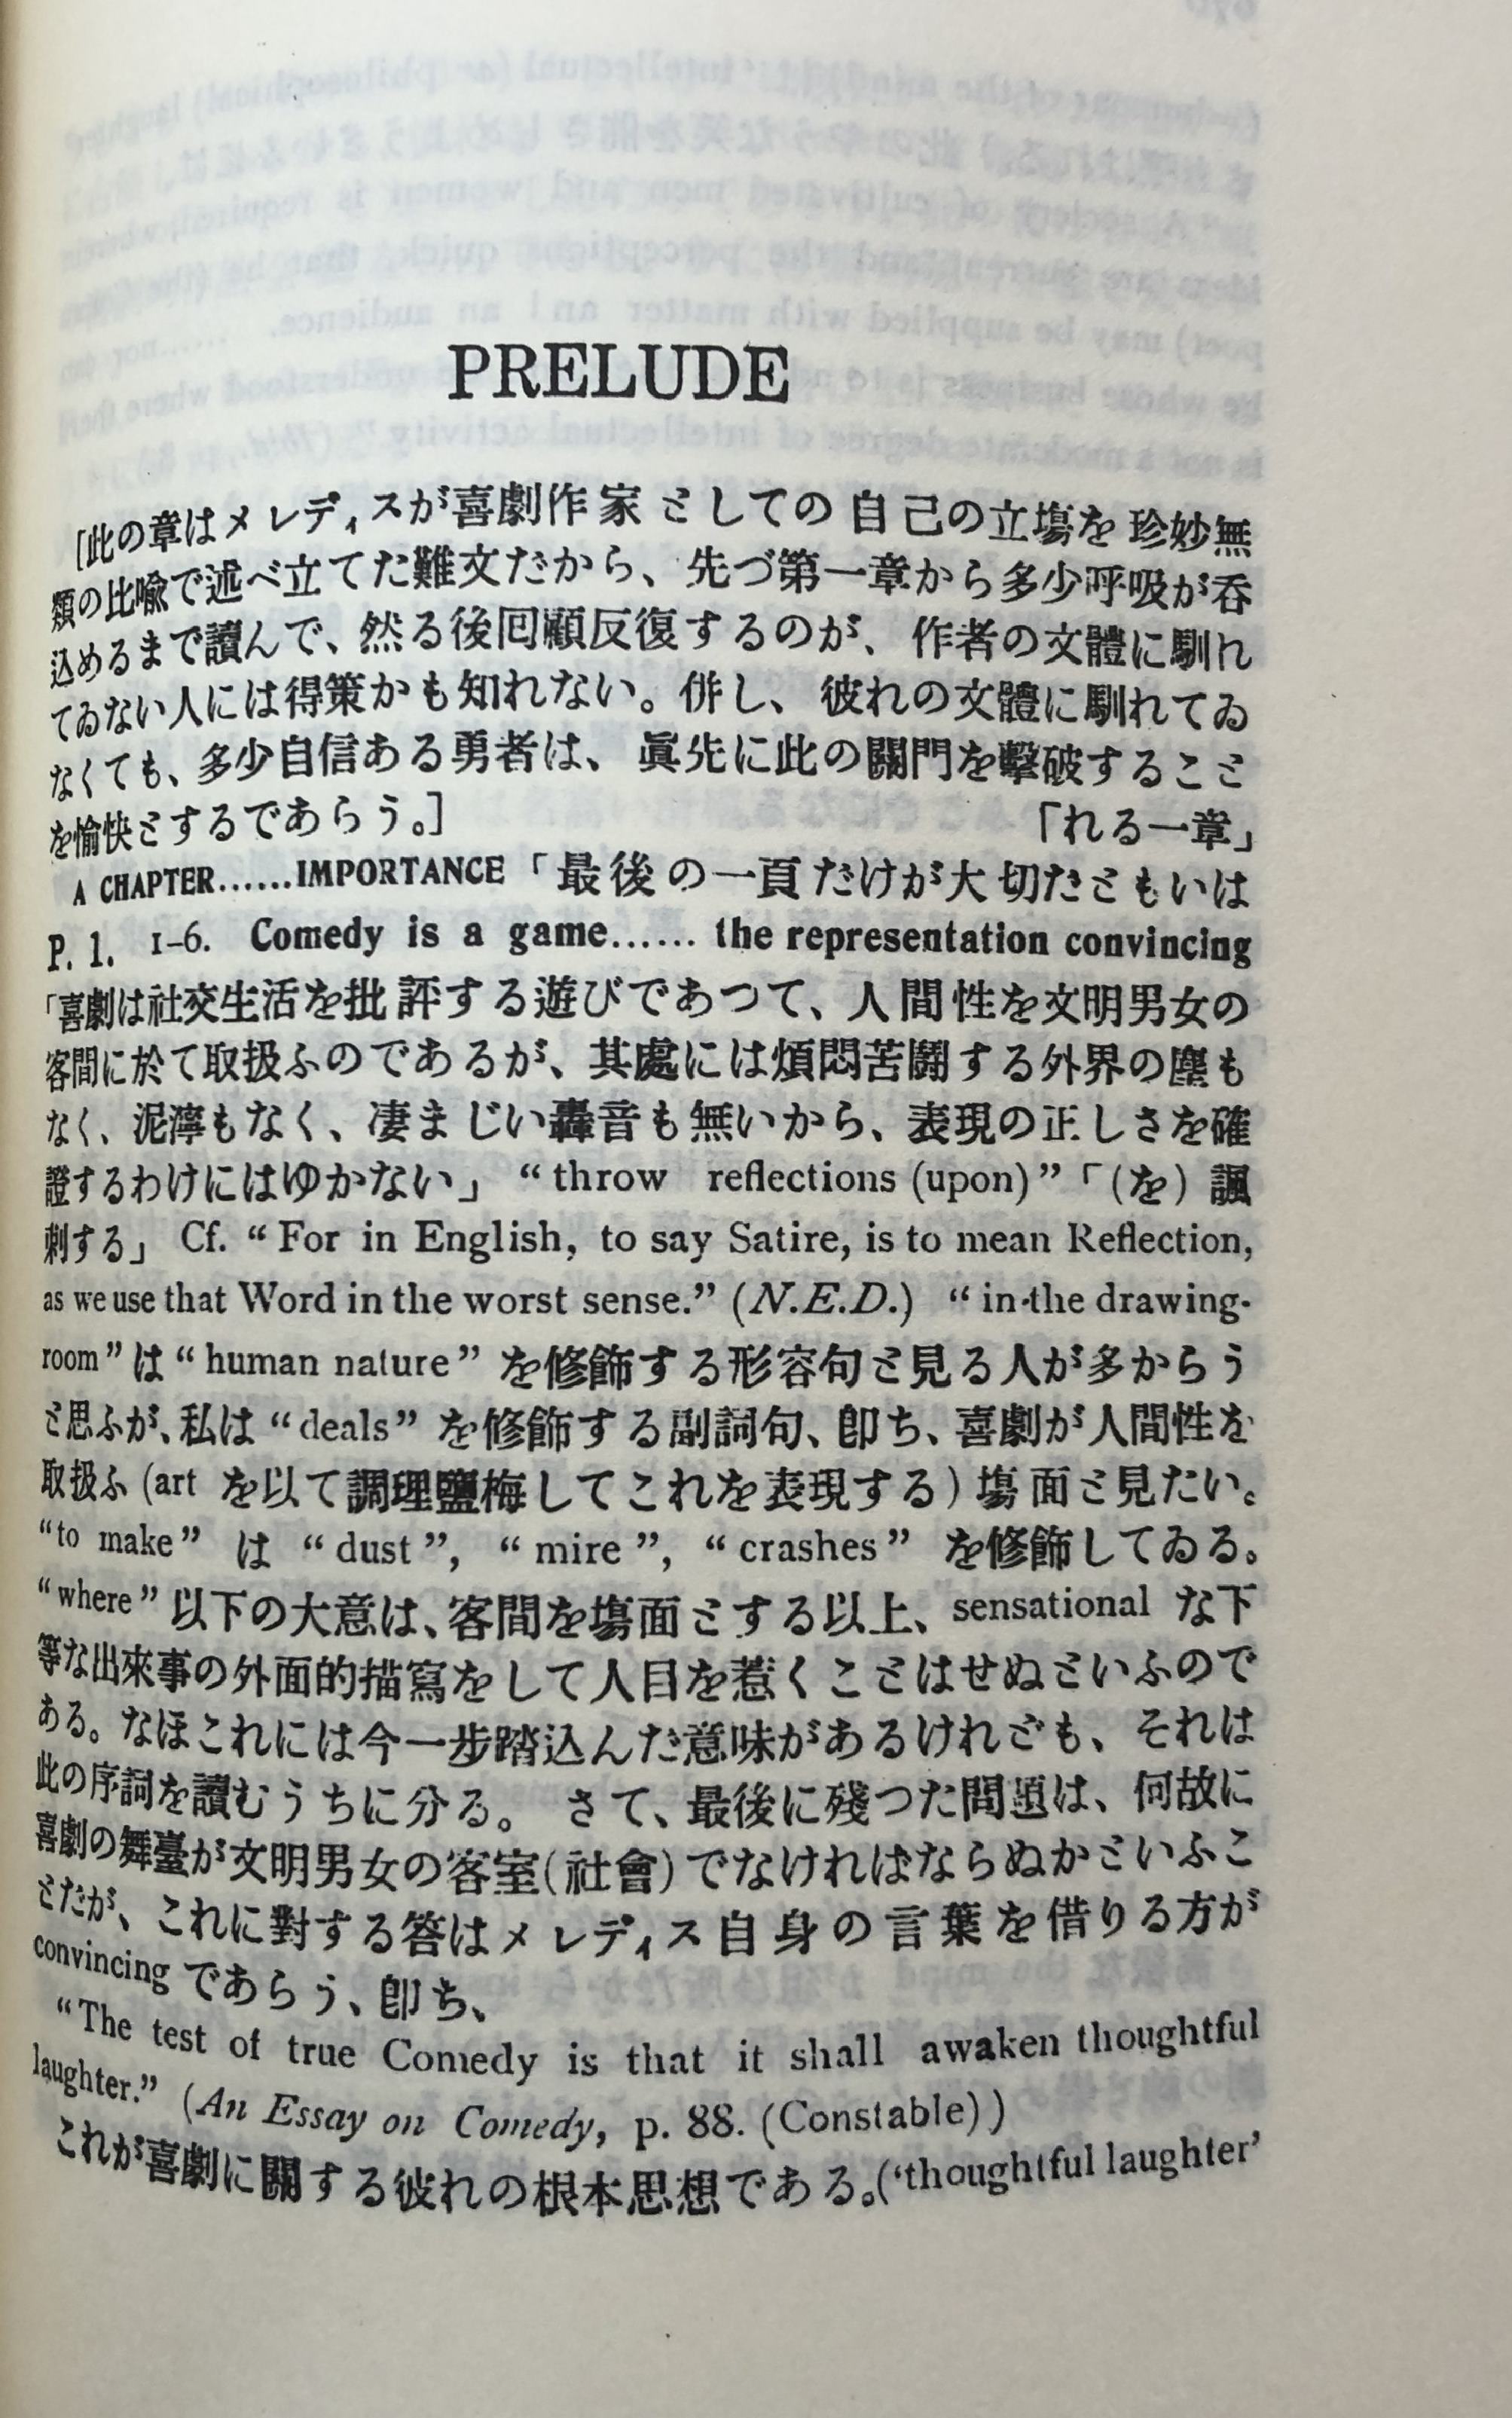 PRELUDE
[此の章はメレディスが喜劇作家としての自己の立塲を珍妙無
類の比喩で述べ立てた難文だから、先づ第一章から多少呼吸が呑
込めるまで讀んで、然る後回顧反復するのが、作者の文體に馴れ
てゐない人には得策かも知れない。併し、彼れの文體に馴れてゐ
なくても、多少自信ある勇者は、眞先に此の關門を擊破すること
を愉快とするであらう。]
「れる一章」
A CHAPTER......IMPORTANCE「最後の一頁だけが大切だともいは
P. 1. 1-6. Comedy is a game...... the representation convincing
「喜劇は社交生活を批評する遊びであつて、人間性を文明男女の
客間に於て取扱ふのであるが、其處には煩悶苦鬪する外界の塵も
なく、泥濘もなく、凄まじい轟音も無いから、表現の正しさを確
證するわけにはゆかない」 “throw reflections (upon)”「(を) 諷
刺する」 Cf. “For in English, to say Satire, is to mean Reflection,
as we use that Word in the worst sense.” (N.E.D.) “in the drawing-
room”は“human nature”を修飾する形容句と見る人が多からう
と思ふが、私は“deals”を修飾する副詞句、卽ち、喜劇が人間性を
取扱ふ (art を以て調理鹽梅してこれを表現する) 塲面と見たい。
“to make” は “dust”, “mire”, “crashes” を修飾してゐる。
“where”以下の大意は、客間を塲面とする以上、sensational な下
等な出來事の外面的描寫をして人目を惹くことはせぬといふので
ある。なほこれには今一步踏込んだ意味があるけれども、それは
此の序詞を讀むうちに分る。 さて、最後に殘つた問題は、何故に
喜劇の舞臺が文明男女の客室(社會)でなければならぬかといふこ
とだが、これに對する答はメレディス自身の言葉を借りる方が
convincing であらう、卽ち、
“The test of true Comedy is that it shall awaken thoughtful
laughter.” (An Essay on Comedy, p. 88. (Constable))
これが喜劇に關する彼れの根本思想である。(‘thoughtful laughter’